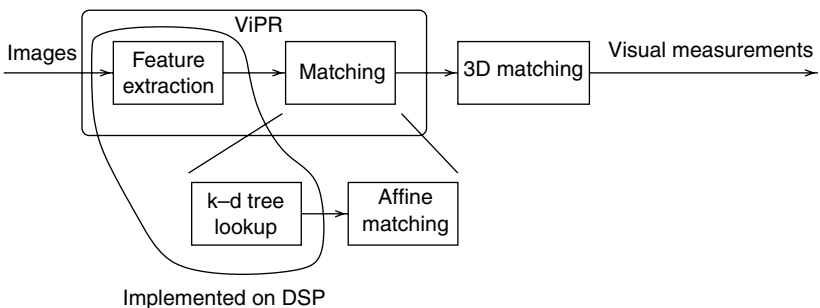 ViPR
Images
Feature
extraction
Matching
3D matching
Visual measurements
k–d tree
lookup
Affine
matching
Implemented on DSP